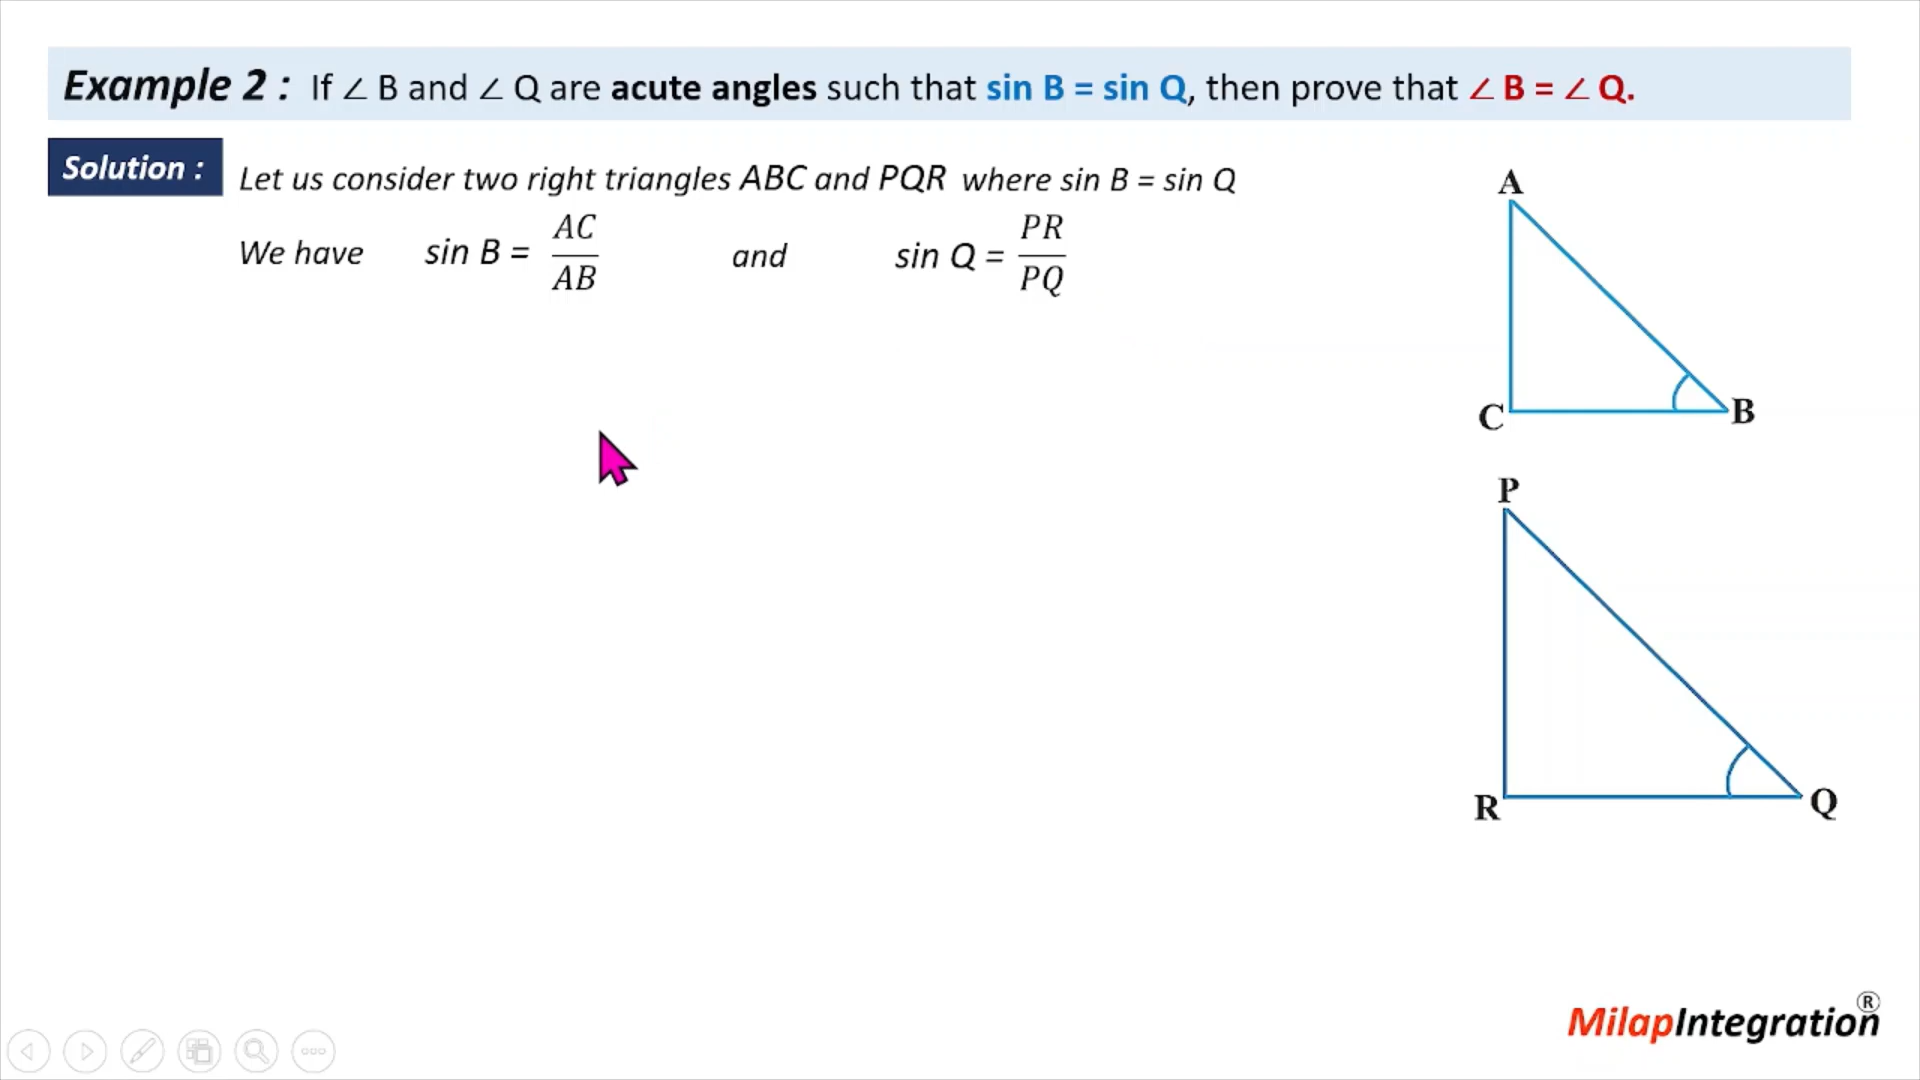 Example 2 : If ∠ B and ∠ Q are acute angles such that sin B = sin Q, then prove that ∠ B = ∠ Q.
Solution : Let us consider two right triangles ABC and PQR where sin B = sin Q
We have sin B = AC/AB and sin Q = PR/PQ
A
C
B
P
R
Q
MilapIntegration®